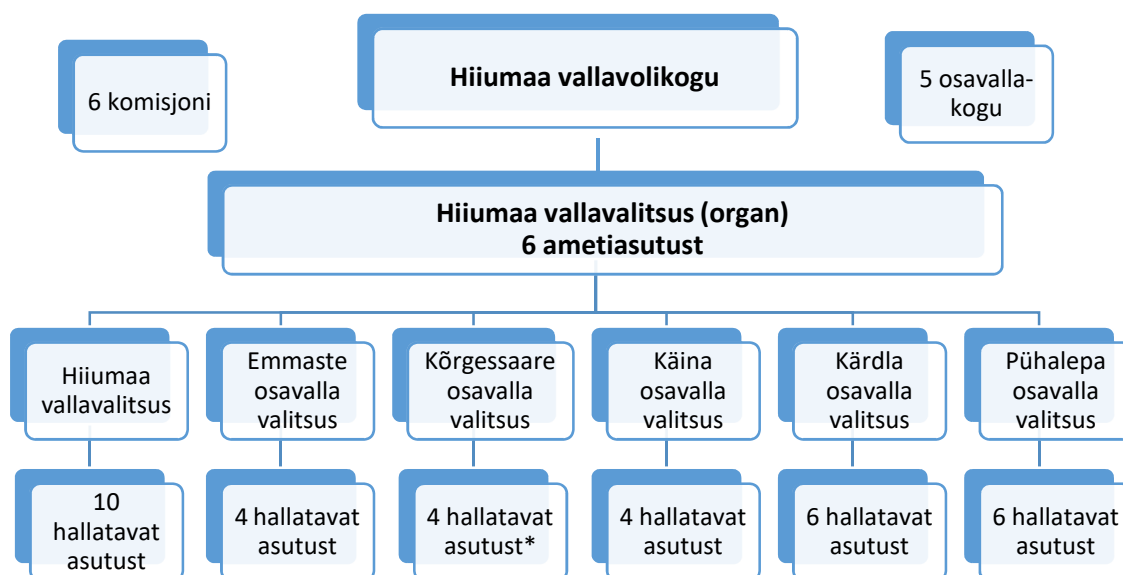 6 komisjoni
Hiiumaa vallavolikogu
5 osavalla-
kogu
Hiiumaa vallavalitsus (organ)
6 ametiasutust
Hiiumaa
vallavalitsus
Emmaste
osavalla
valitsus
Kõrgessaare
osavalla
valitsus
Käina
osavalla
valitsus
Kärdla
osavalla
valitsus
Pühalepa
osavalla
valitsus
10
hallatavat
asutust
4 hallatavat
asutust
4 hallatavat
asutust*
4 hallatavat
asutust
6 hallatavat
asutust
6 hallatavat
asutust